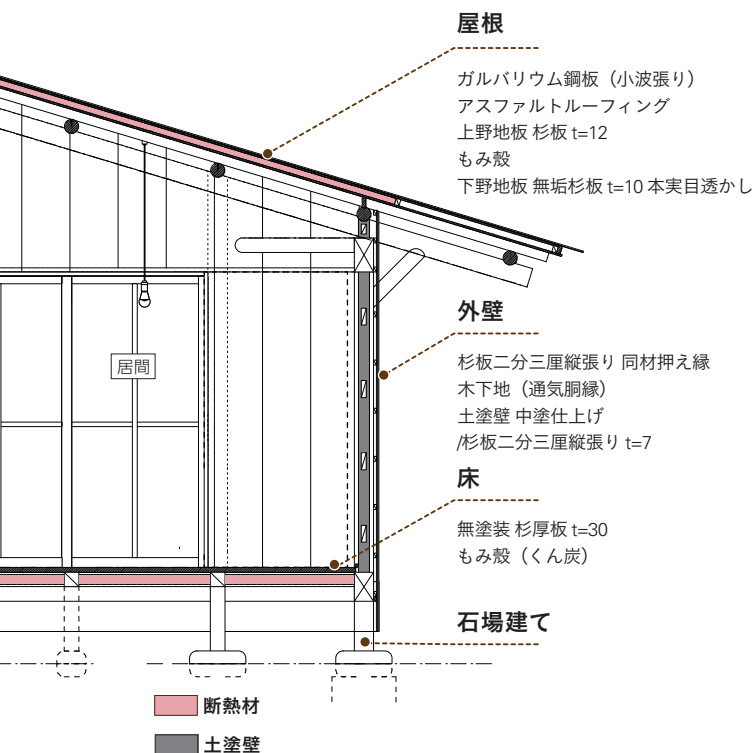 屋根
ガルバリウム鋼板（小波張り）
アスファルトルーフィング
上野地板 杉板 t=12
もみ殻
下野地板 無垢杉板 t=10 本実目透かし
外壁
杉板二分三厘縦張り 同材押え縁
木下地（通気胴縁）
土塗壁 中塗仕上げ
/杉板二分三厘縦張り t=7
床
無塗装 杉厚板 t=30
もみ殻（くん炭）
石場建て
居間
断熱材
土塗壁